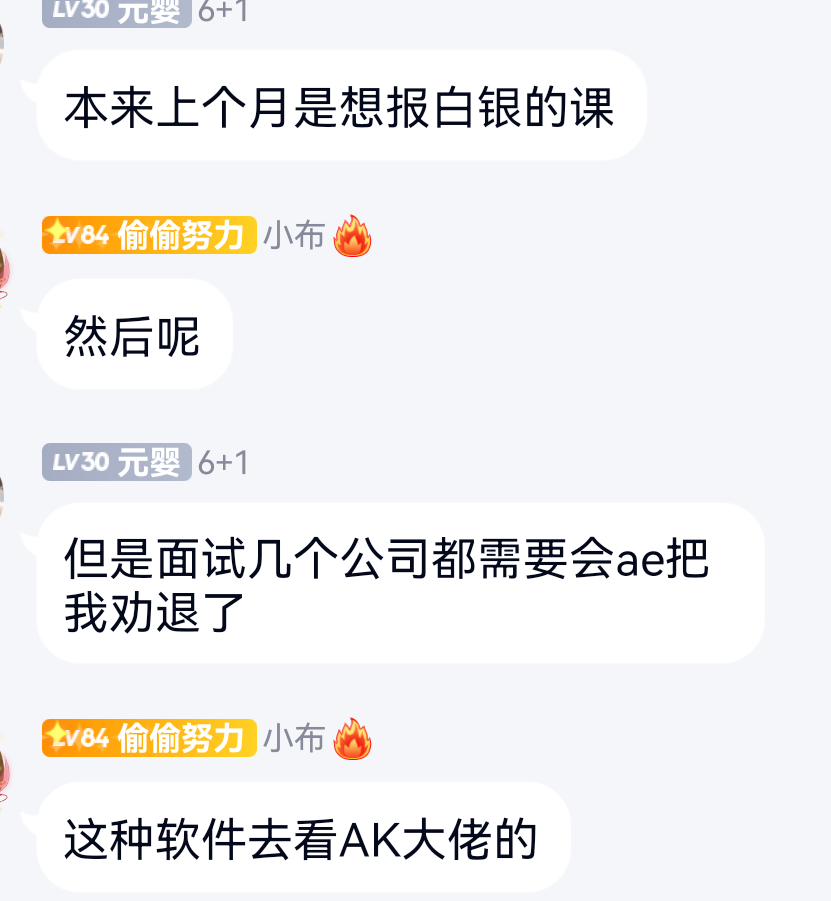 LV30 元婴 6+1
本来上个月是想报白银的课
LV84 偷偷努力 小布🔥
然后呢
LV30 元婴 6+1
但是面试几个公司都需要会ae把
我劝退了
LV84 偷偷努力 小布🔥
这种软件去看AK大佬的